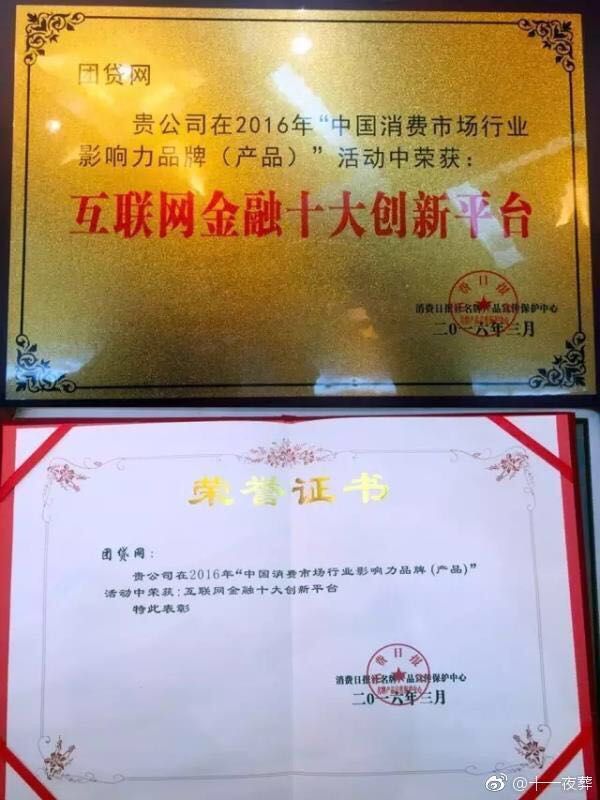 团贷网
贵公司在2016年“中国消费市场行业
影响力品牌（产品）”活动中荣获：
互联网金融十大创新平台
费日报
消费日报社名牌产品宣传保护中心
二〇一六年三月
荣誉证书
团贷网：
贵公司在2016年“中国消费市场行业影响力品牌(产品)”
活动中荣获:互联网金融十大创新平台
特此表彰
费日报
消费日报社名牌产品宣传保护中心
二〇一六年三月
@十一夜葬